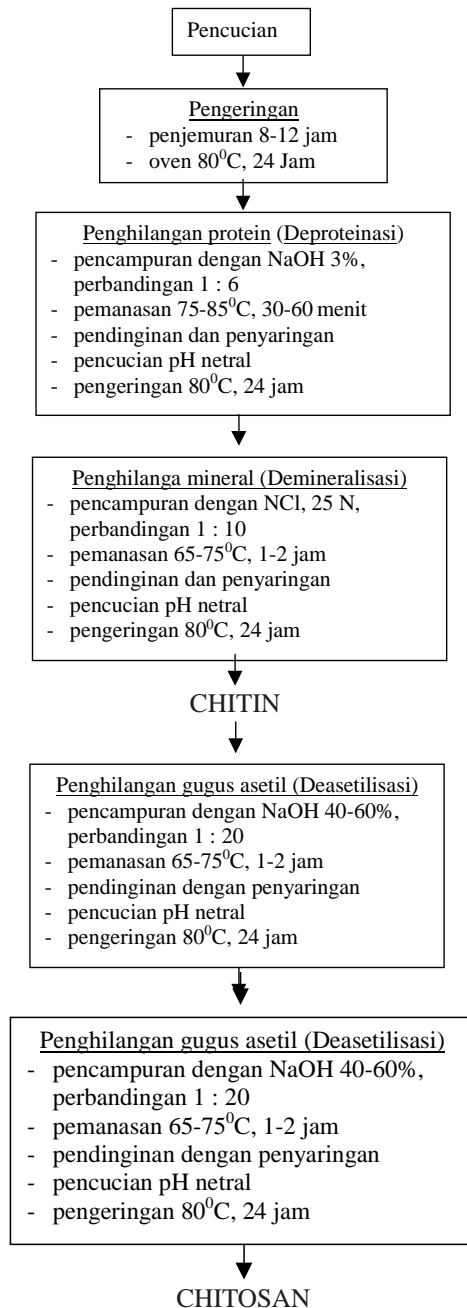 Pencucian
Pengeringan
- penjemuran 8-12 jam
- oven 80⁰C, 24 Jam
Penghilangan protein (Deproteinasi)
- pencampuran dengan NaOH 3%,
perbandingan 1 : 6
- pemanasan 75-85⁰C, 30-60 menit
- pendinginan dan penyaringan
- pencucian pH netral
- pengeringan 80⁰C, 24 jam
Penghilanga mineral (Demineralisasi)
- pencampuran dengan NCl, 25 N,
perbandingan 1 : 10
- pemanasan 65-75⁰C, 1-2 jam
- pendinginan dan penyaringan
- pencucian pH netral
- pengeringan 80⁰C, 24 jam
CHITIN
Penghilangan gugus asetil (Deasetilisasi)
- pencampuran dengan NaOH 40-60%,
perbandingan 1 : 20
- pemanasan 65-75⁰C, 1-2 jam
- pendinginan dengan penyaringan
- pencucian pH netral
- pengeringan 80⁰C, 24 jam
Penghilangan gugus asetil (Deasetilisasi)
- pencampuran dengan NaOH 40-60%,
perbandingan 1 : 20
- pemanasan 65-75⁰C, 1-2 jam
- pendinginan dengan penyaringan
- pencucian pH netral
- pengeringan 80⁰C, 24 jam
CHITOSAN